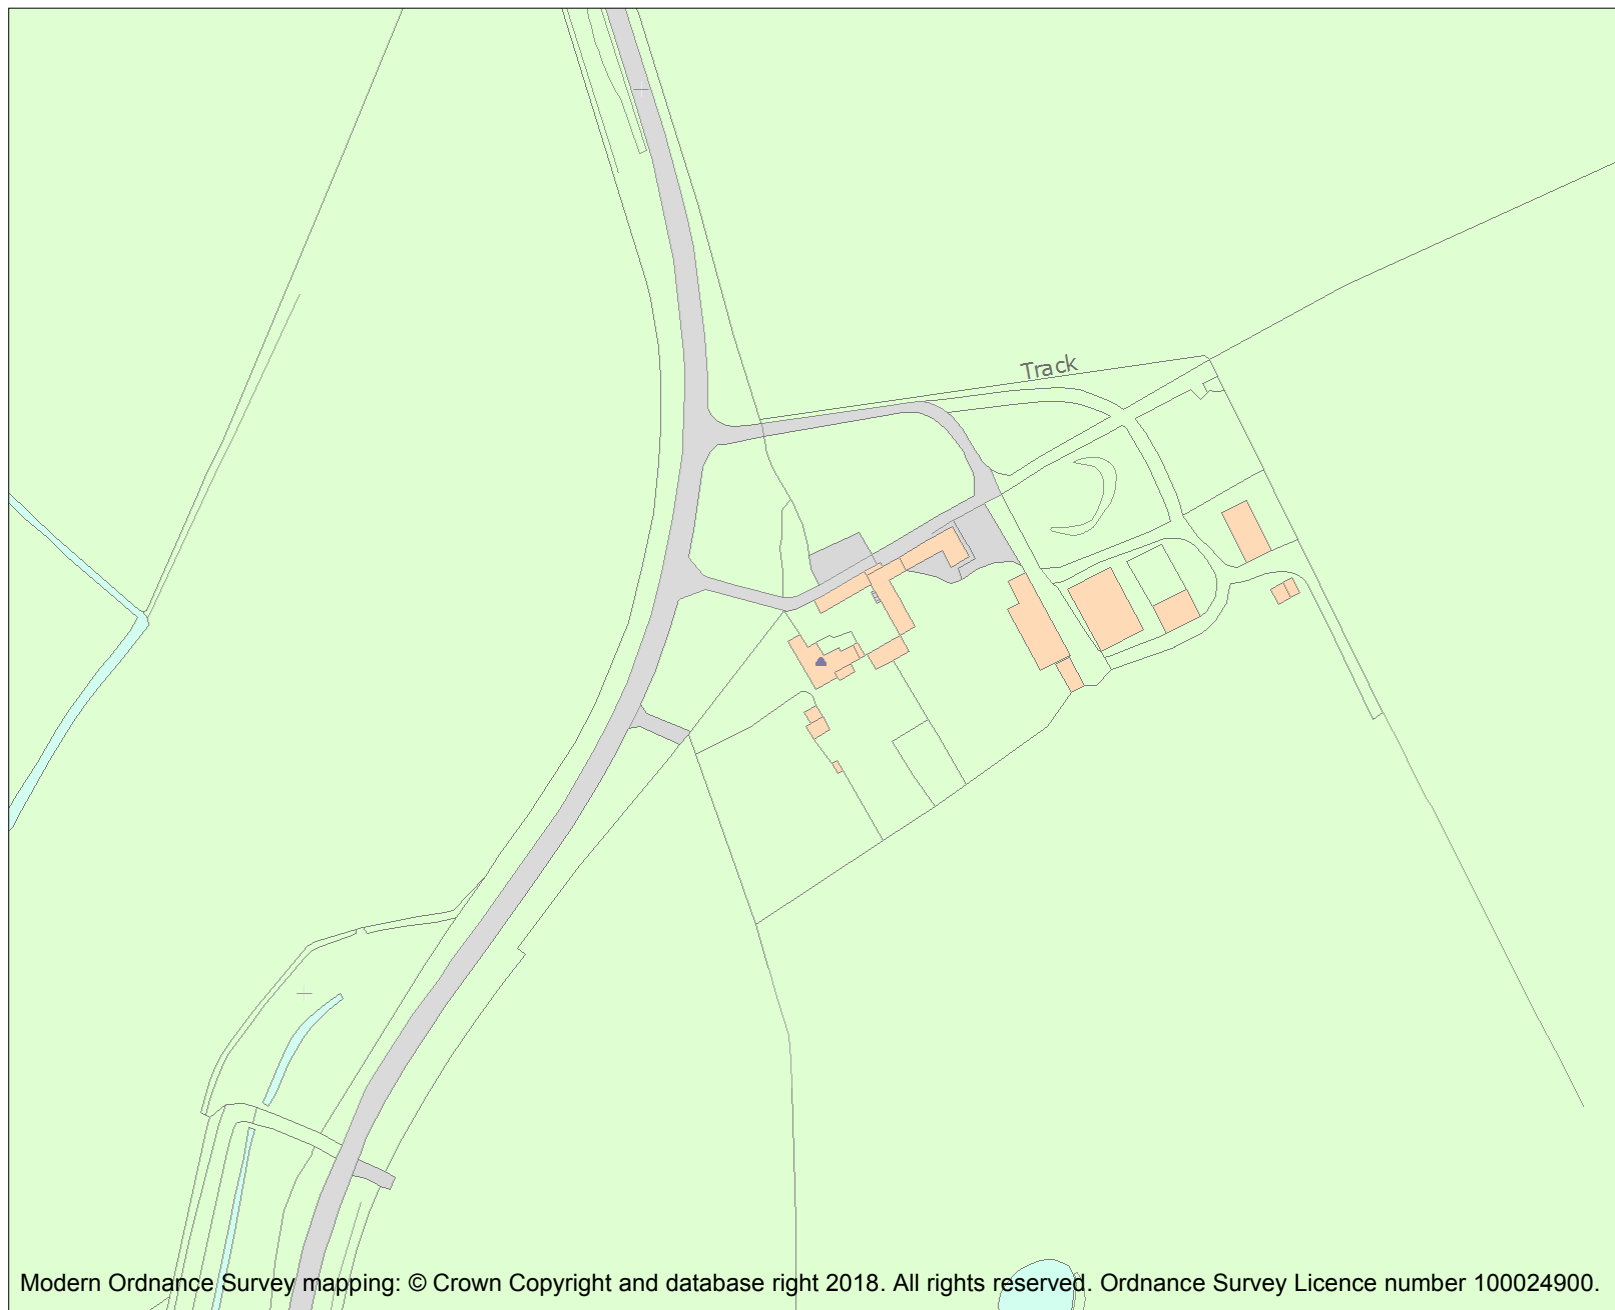 Track
Modern Ordnance Survey mapping: © Crown Copyright and database right 2018. All rights reserved. Ordnance Survey Licence number 100024900.